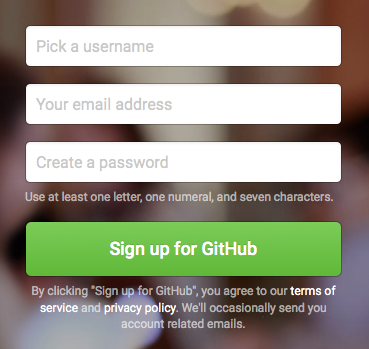 Pick a username
Your email address
Create a password
Use at least one letter, one numeral, and seven characters.
Sign up for GitHub
By clicking "Sign up for GitHub", you agree to our terms of
service and privacy policy. We'll occasionally send you
account related emails.